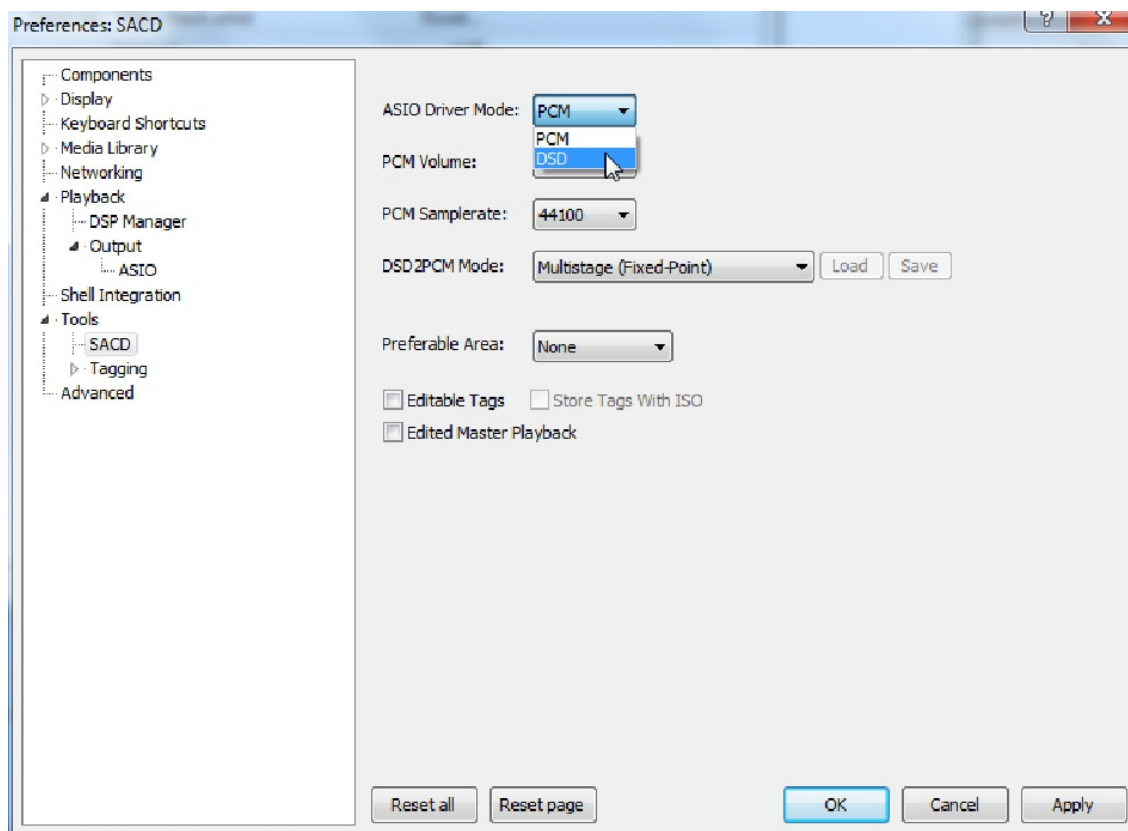 Preferences: SACD
Components
Display
Keyboard Shortcuts
Media Library
Networking
Playback
DSP Manager
Output
ASIO
Shell Integration
Tools
SACD
Tagging
Advanced
ASIO Driver Mode: PCM
PCM
DSD
PCM Volume:
PCM Samplerate: 44100
DSD2PCM Mode: Multistage (Fixed-Point) Load Save
Preferable Area: None
Editable Tags Store Tags With ISO
Edited Master Playback
Reset all Reset page OK Cancel Apply